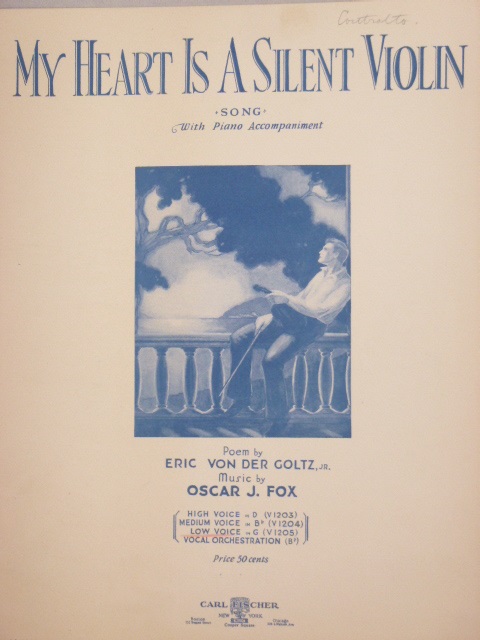 Contralto.
MY HEART IS A SILENT VIOLIN
·SONG·
With Piano Accompaniment
Poem by
ERIC VON DER GOLTZ, JR.
Music by
OSCAR J. FOX
HIGH VOICE IN D (V1203)
MEDIUM VOICE IN B♭ (V1204)
LOW VOICE IN G (V1205)
VOCAL ORCHESTRATION (B♭)
Price 50 cents
CARL FISCHER
NEW YORK
Cooper Square